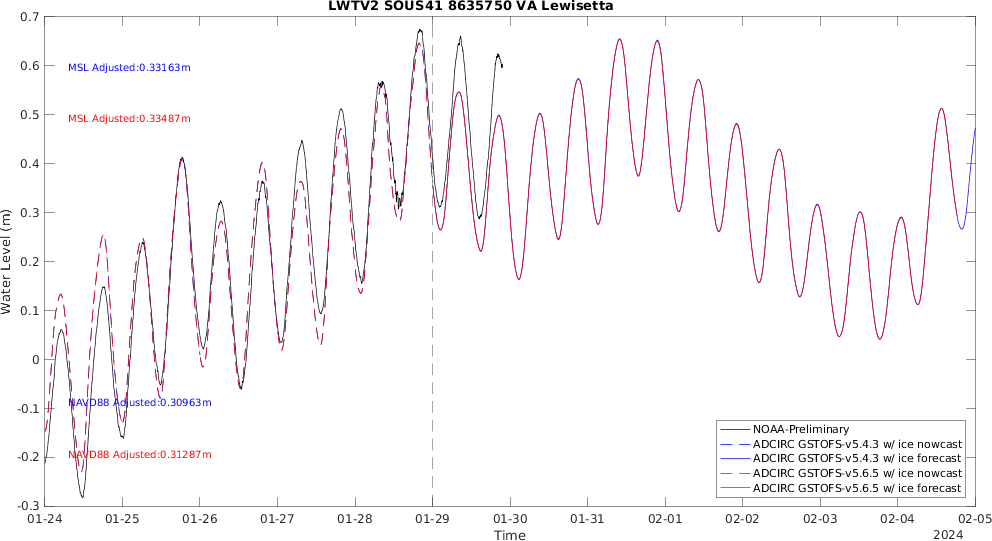 LWTV2 SOUS41 8635750 VA Lewisetta
0.7
0.6
0.5
0.4
0.3
0.2
0.1
0
-0.1
-0.2
-0.3
Water Level (m)
MSL Adjusted:0.33163m
MSL Adjusted:0.33487m
NAVD88 Adjusted:0.30963m
NAVD88 Adjusted:0.31287m
NOAA-Preliminary
ADCIRC GSTOFS-v5.4.3 w/ ice nowcast
ADCIRC GSTOFS-v5.4.3 w/ ice forecast
ADCIRC GSTOFS-v5.6.5 w/ ice nowcast
ADCIRC GSTOFS-v5.6.5 w/ ice forecast
01-24 01-25 01-26 01-27 01-28 01-29 01-30 01-31 02-01 02-02 02-03 02-04 02-05
Time
2024